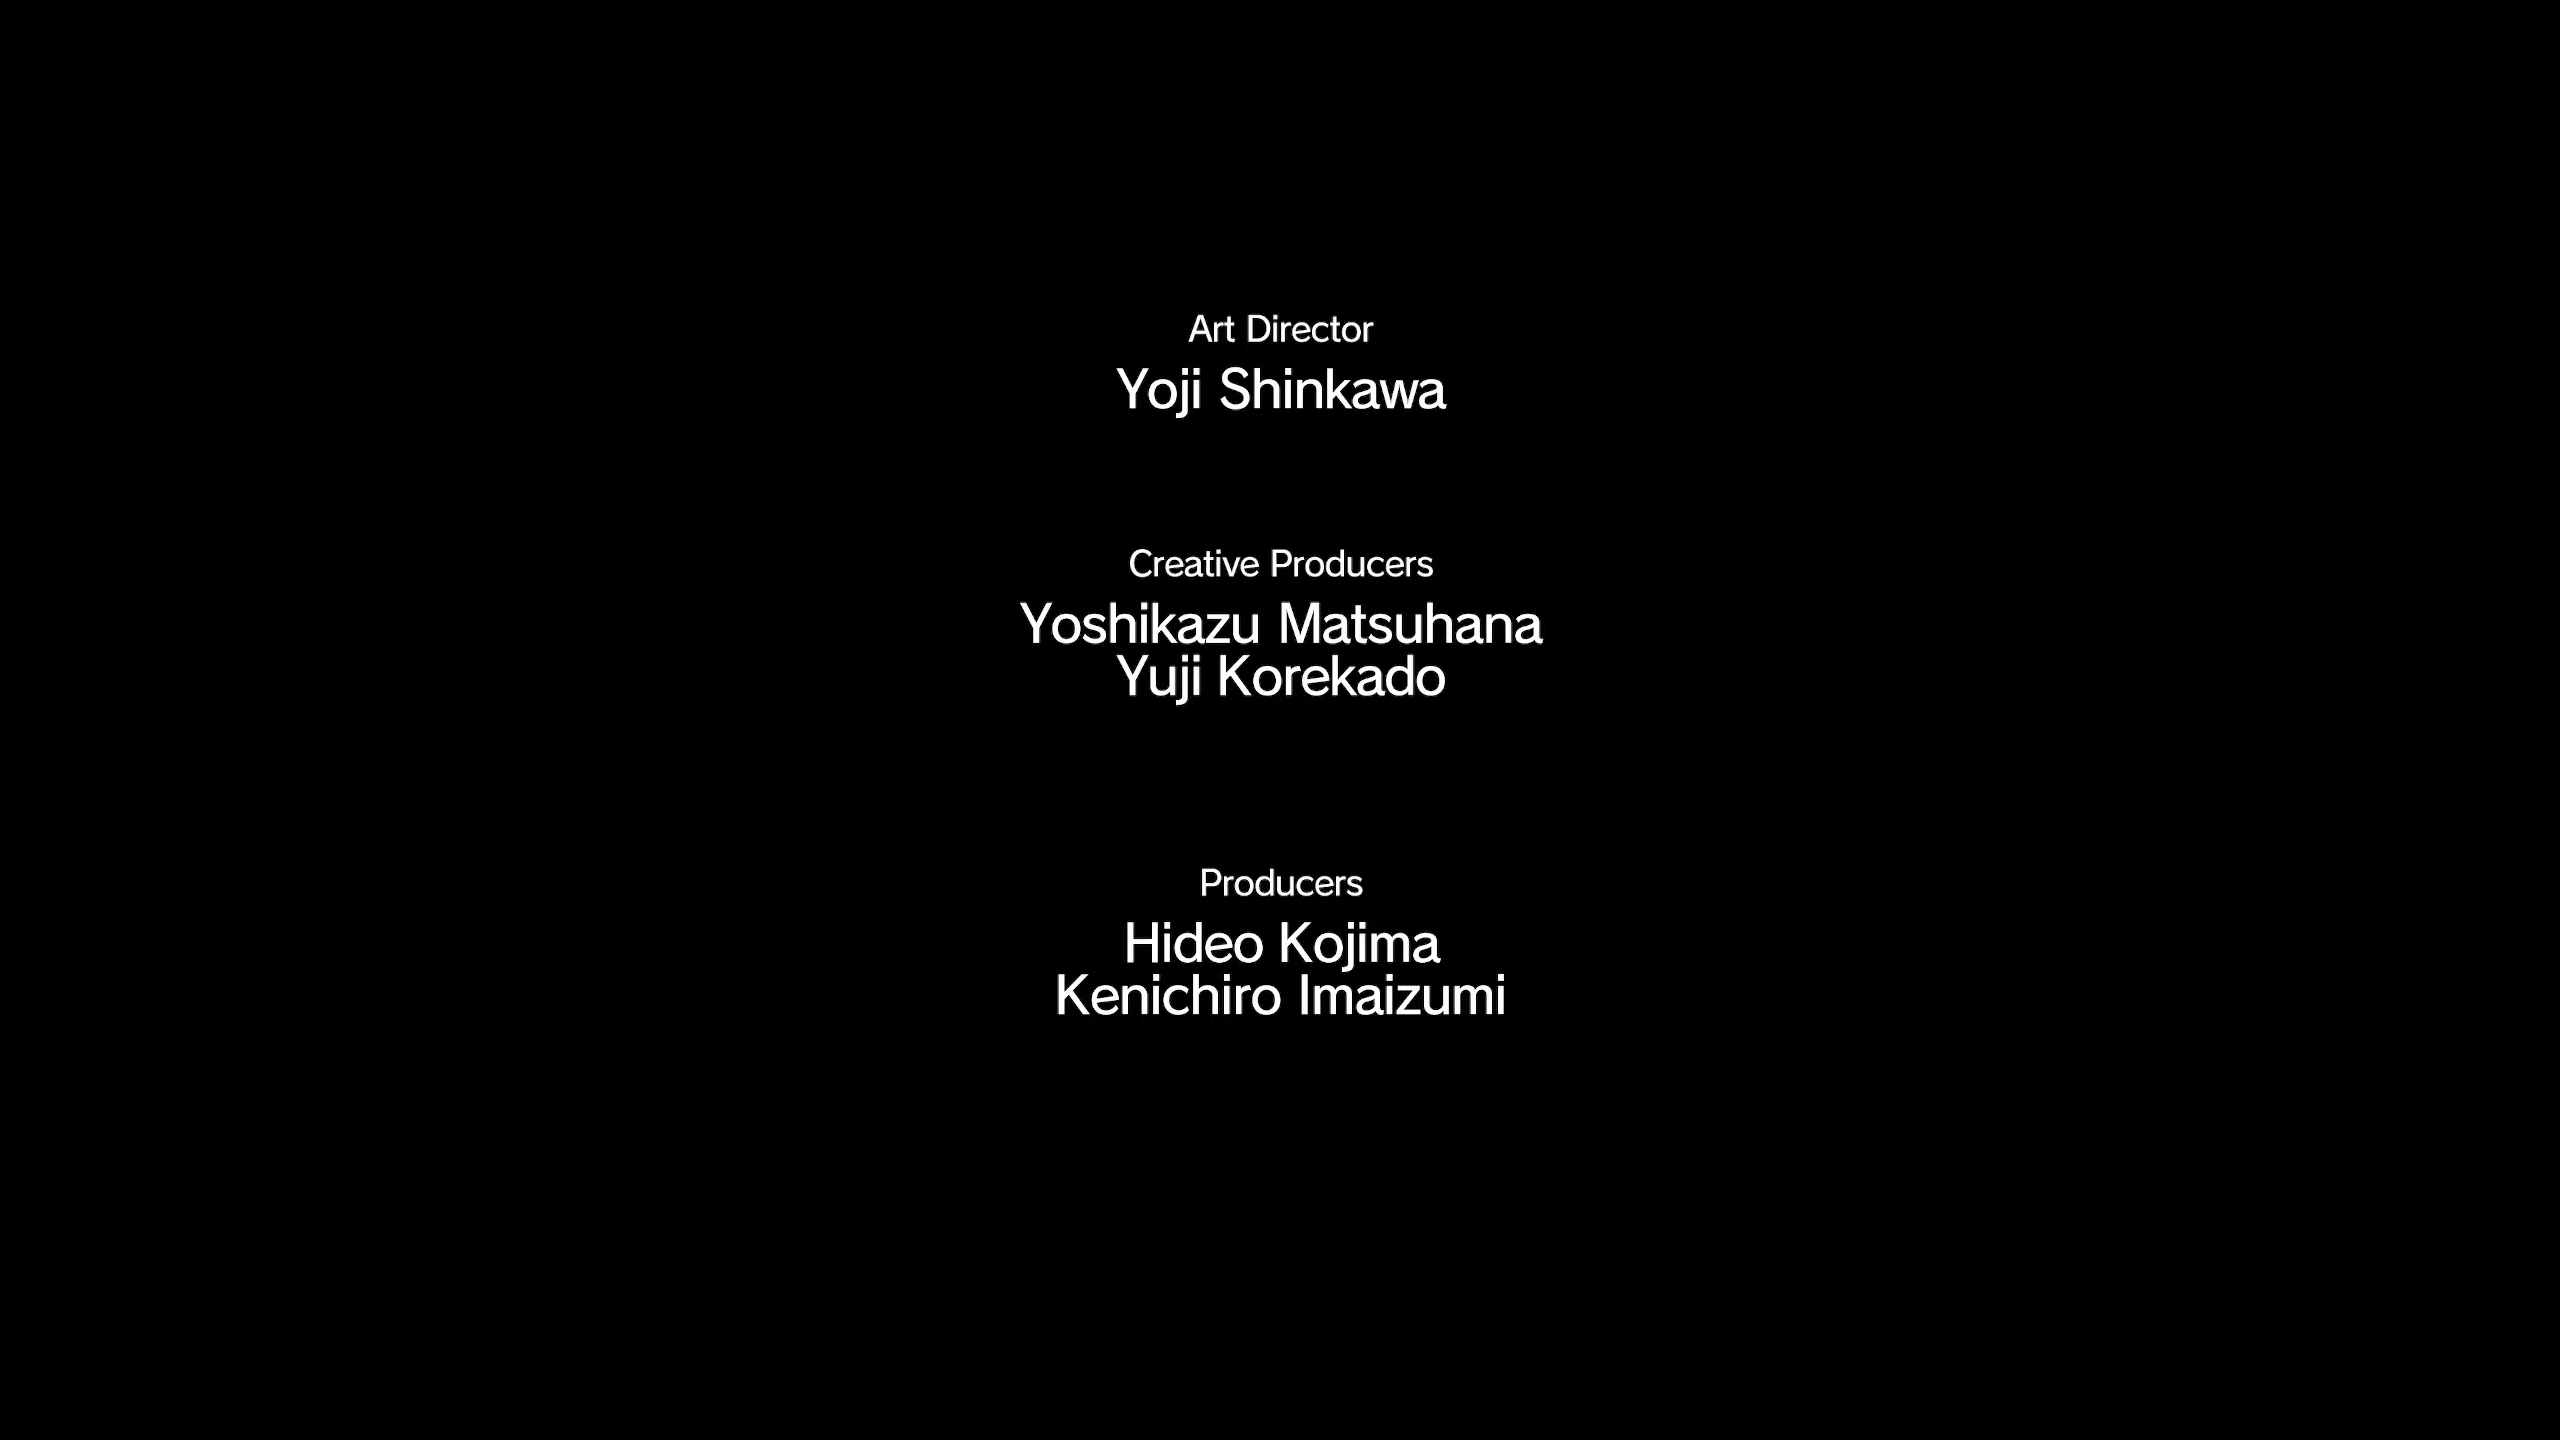 Art Director
Yoji Shinkawa
Creative Producers
Yoshikazu Matsuhana
Yuji Korekado
Producers
Hideo Kojima
Kenichiro Imaizumi